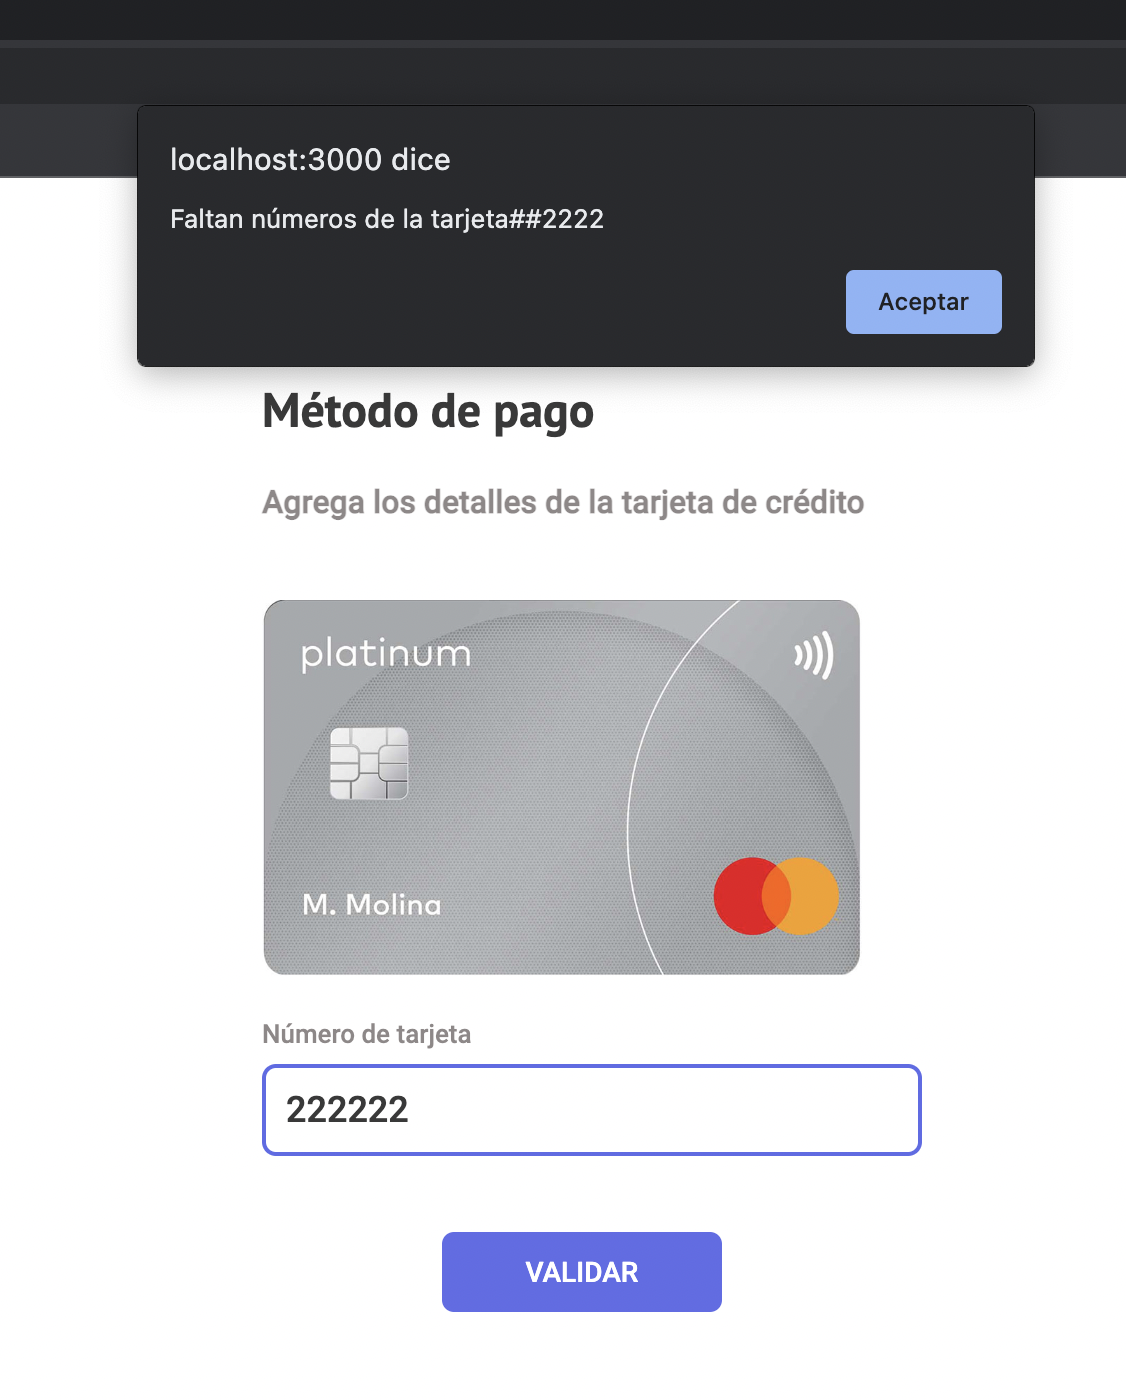 localhost:3000 dice
Faltan números de la tarjeta##2222
Aceptar
Método de pago
Agrega los detalles de la tarjeta de crédito
platinum
M. Molina
Número de tarjeta
222222
VALIDAR